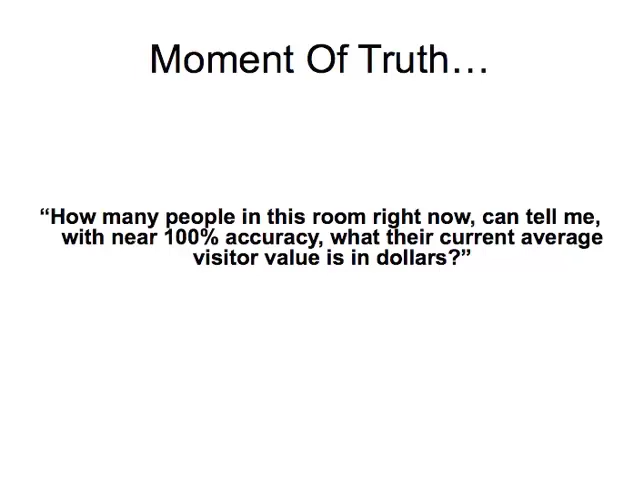 Moment Of Truth…
“How many people in this room right now, can tell me,
with near 100% accuracy, what their current average
visitor value is in dollars?”